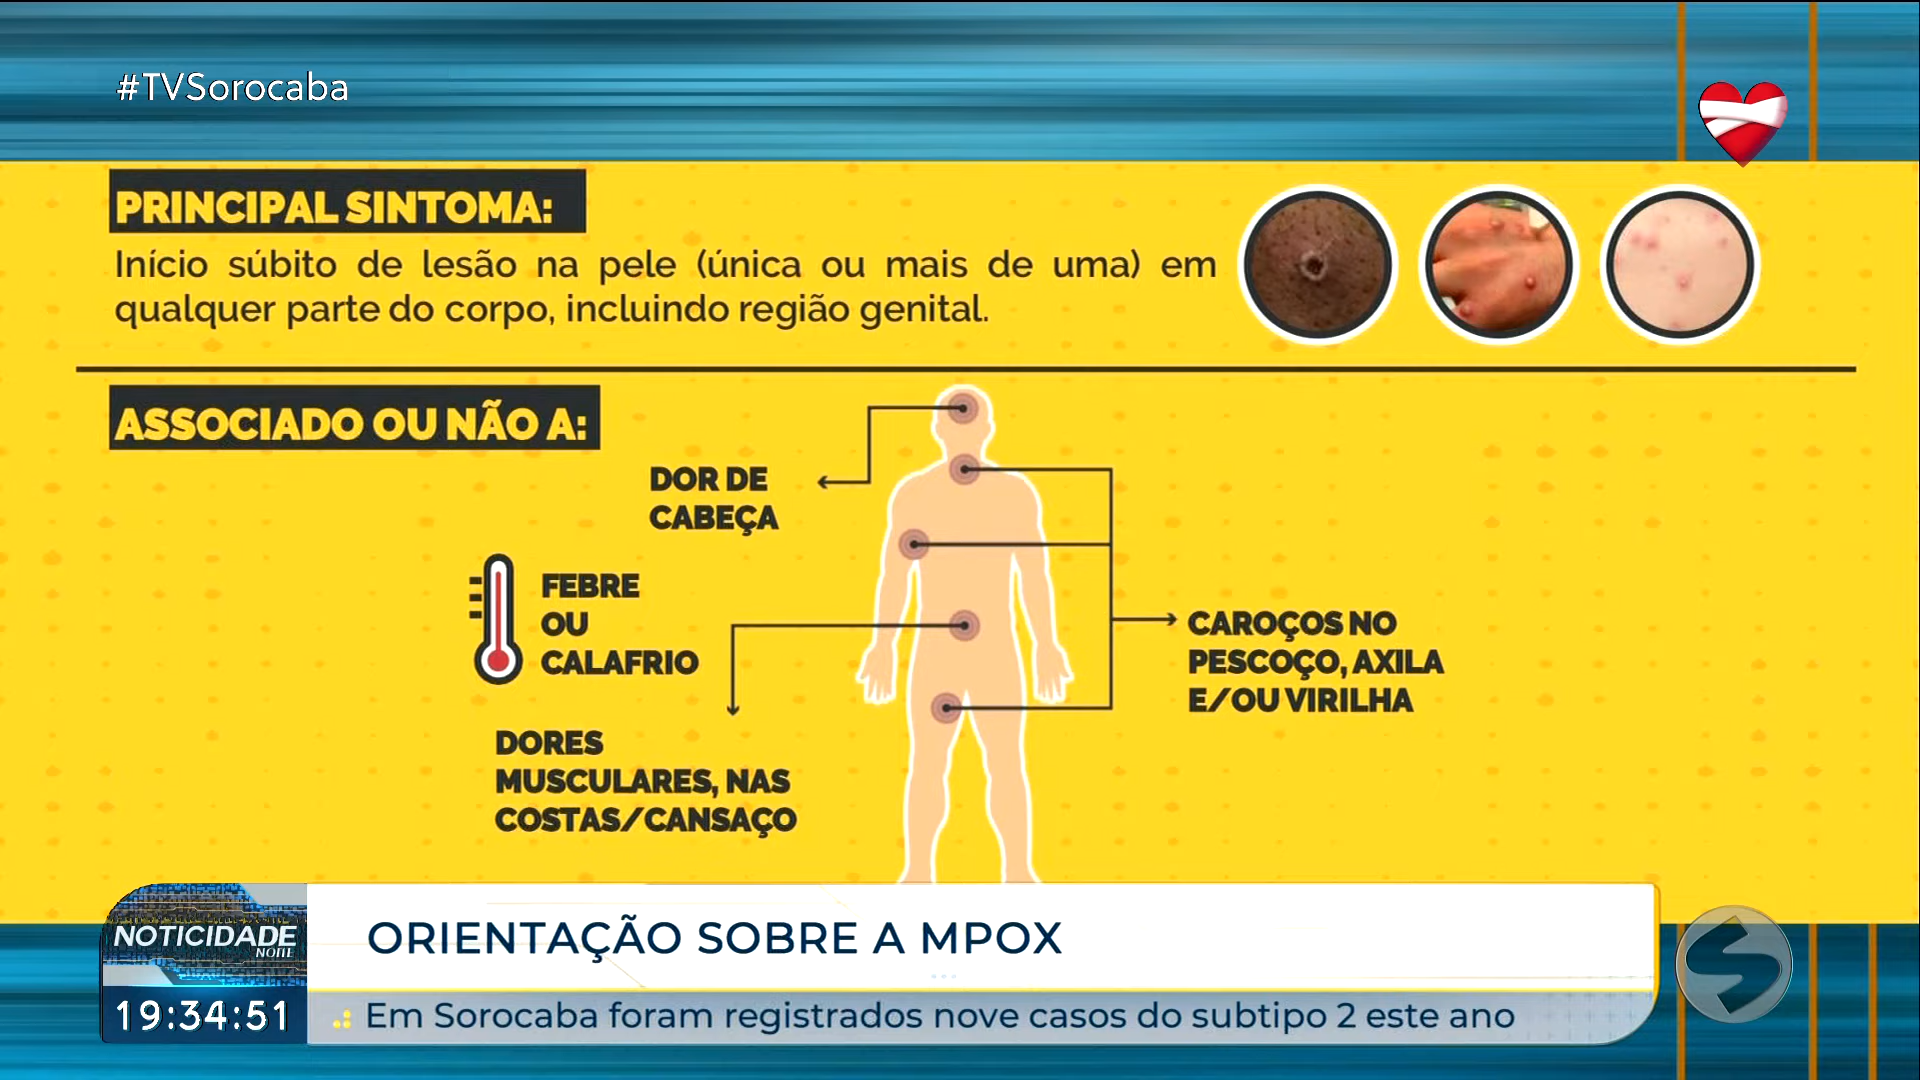 #TVSorocaba
PRINCIPAL SINTOMA:
Início súbito de lesão na pele (única ou mais de uma) em
qualquer parte do corpo, incluindo região genital.
ASSOCIADO OU NÃO A:
DOR DE
CABEÇA
FEBRE
OU
CALAFRIO
DORES
MUSCULARES, NAS
COSTAS/CANSAÇO
CAROÇOS NO
PESCOÇO, AXILA
E/OU VIRILHA
NOTICIDADE
NOITE
ORIENTAÇÃO SOBRE A MPOX
19:34:51
Em Sorocaba foram registrados nove casos do subtipo 2 este ano